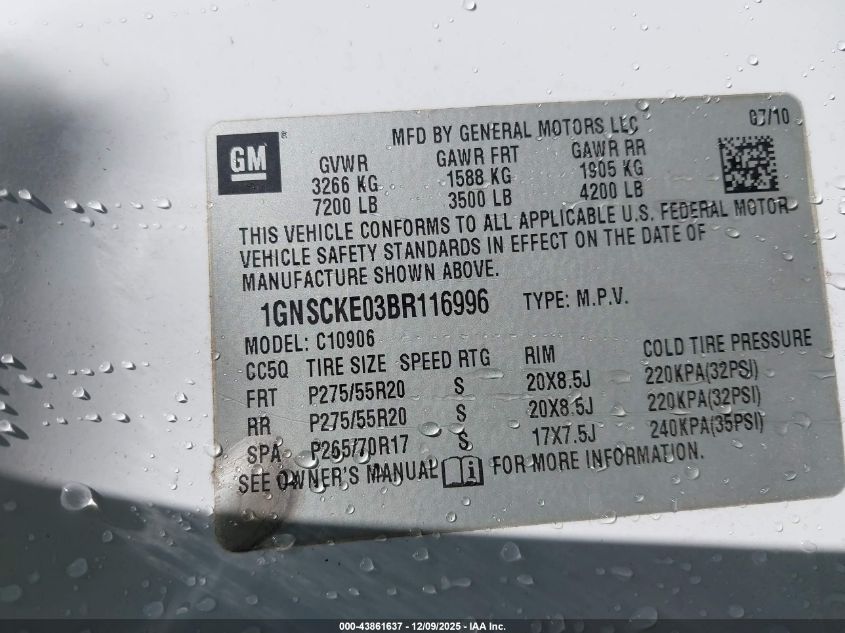 GM®
MFD BY GENERAL MOTORS LLC 07/10
GVWR GAWR FRT GAWR RR
3266 KG 1588 KG 1905 KG
7200 LB 3500 LB 4200 LB
THIS VEHICLE CONFORMS TO ALL APPLICABLE U.S. FEDERAL MOTOR
VEHICLE SAFETY STANDARDS IN EFFECT ON THE DATE OF
MANUFACTURE SHOWN ABOVE.
1GNSCKE03BR116996 TYPE: M.P.V.
MODEL: C10906
CC5Q TIRE SIZE SPEED RTG RIM COLD TIRE PRESSURE
FRT P275/55R20 S 20X8.5J 220KPA(32PSI)
RR P275/55R20 S 20X8.5J 220KPA(32PSI)
SPA P265/70R17 S 17X7.5J 240KPA(35PSI)
SEE OWNER'S MANUAL FOR MORE INFORMATION.
000-43861637 - 12/09/2025 - IAA Inc.